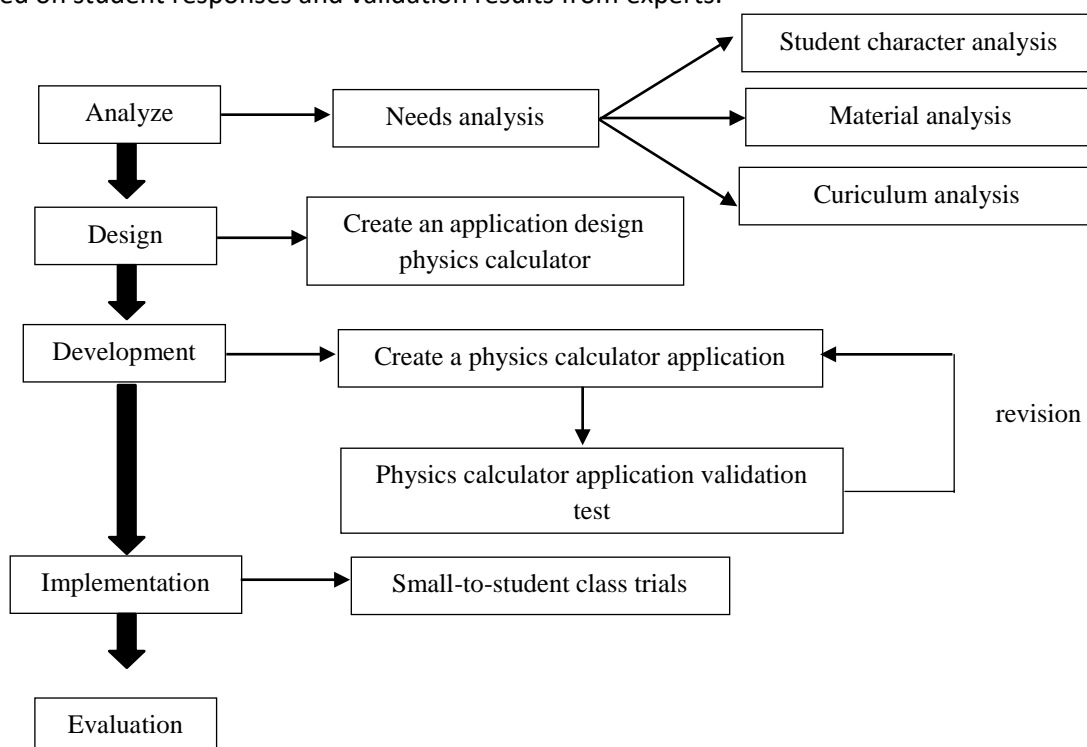 ed on student responses and validation results from experts.
Student character analysis
Analyze
Needs analysis
Material analysis
Curiculum analysis
Design
Create an application design
physics calculator
Development
Create a physics calculator application
revision
Physics calculator application validation
test
Implementation
Small-to-student class trials
Evaluation